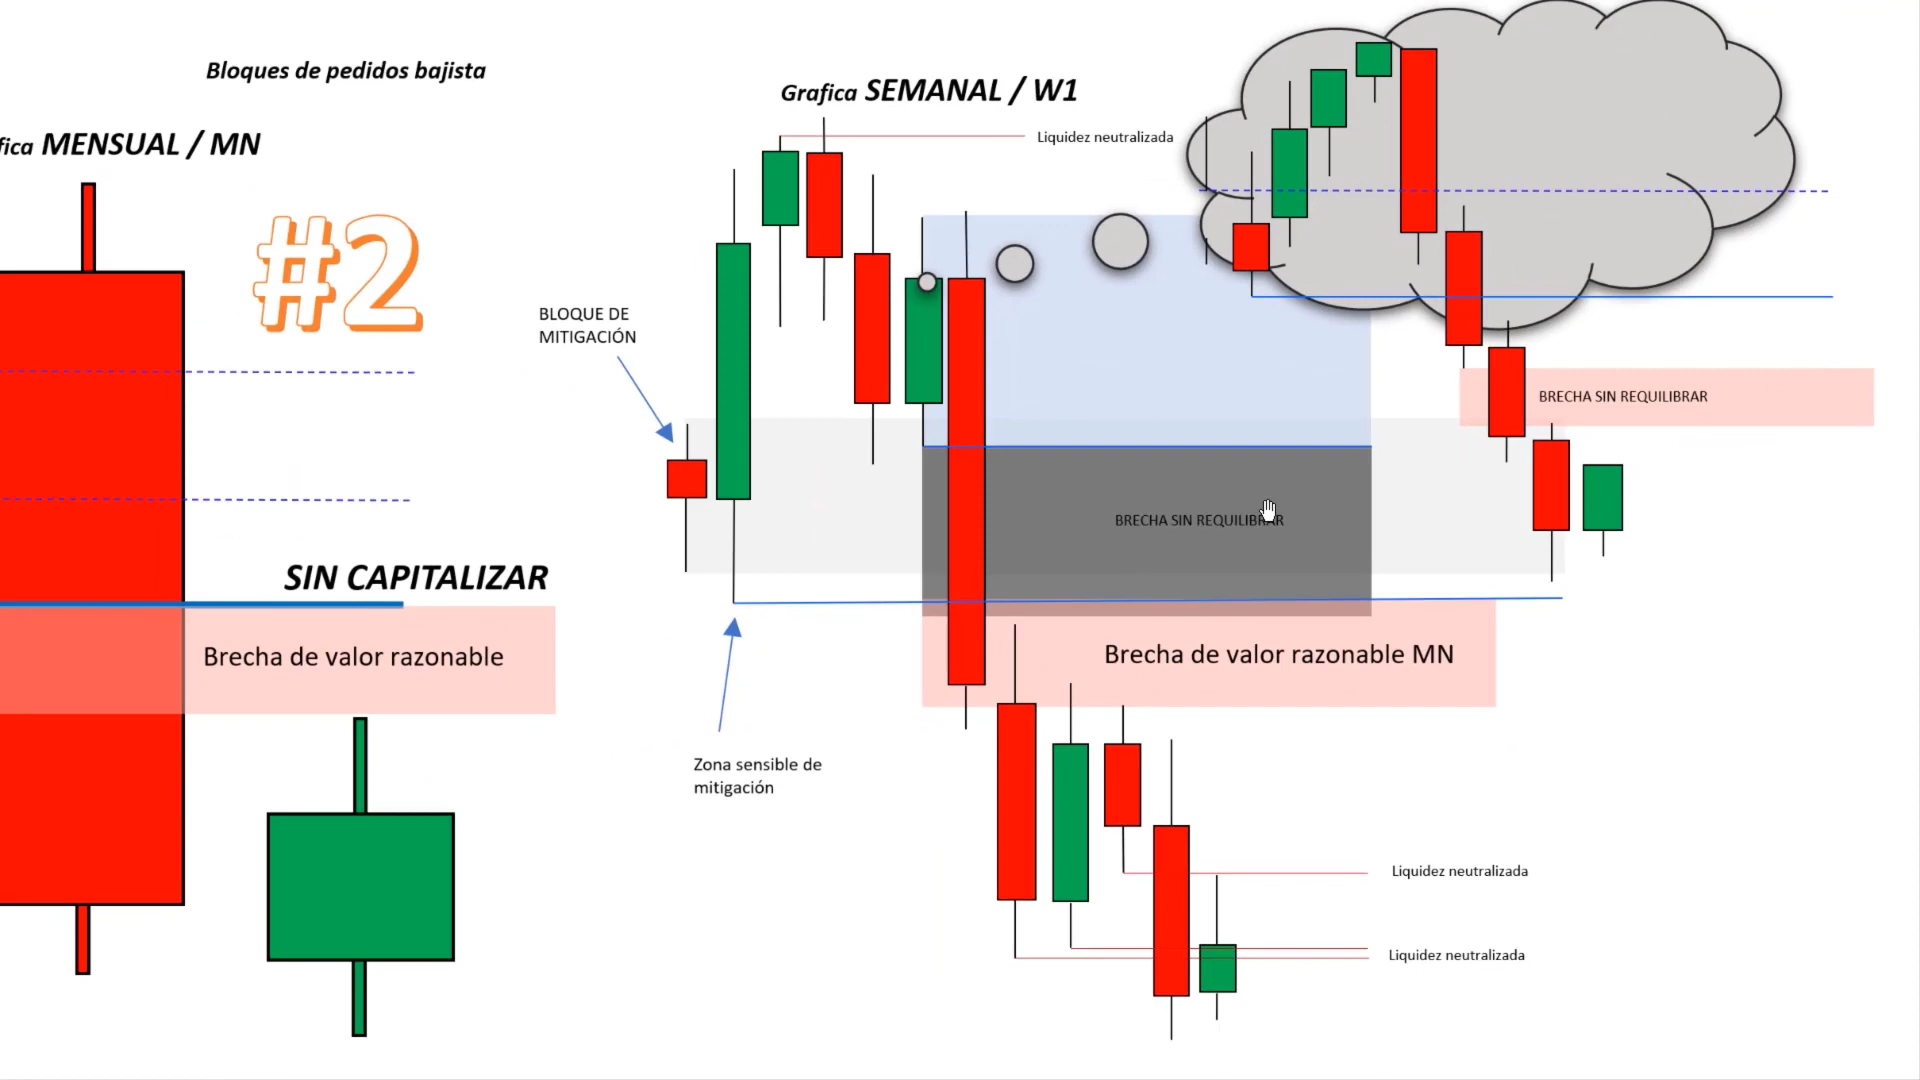 Bloques de pedidos bajista
fica MENSUAL / MN
#2
SIN CAPITALIZAR
Brecha de valor razonable
Grafica SEMANAL / W1
Liquidez neutralizada
BLOQUE DE
MITIGACIÓN
BRECHA SIN REQUILIBRAR
BRECHA SIN REQUILIBRAR
Brecha de valor razonable MN
Zona sensible de
mitigación
Liquidez neutralizada
Liquidez neutralizada